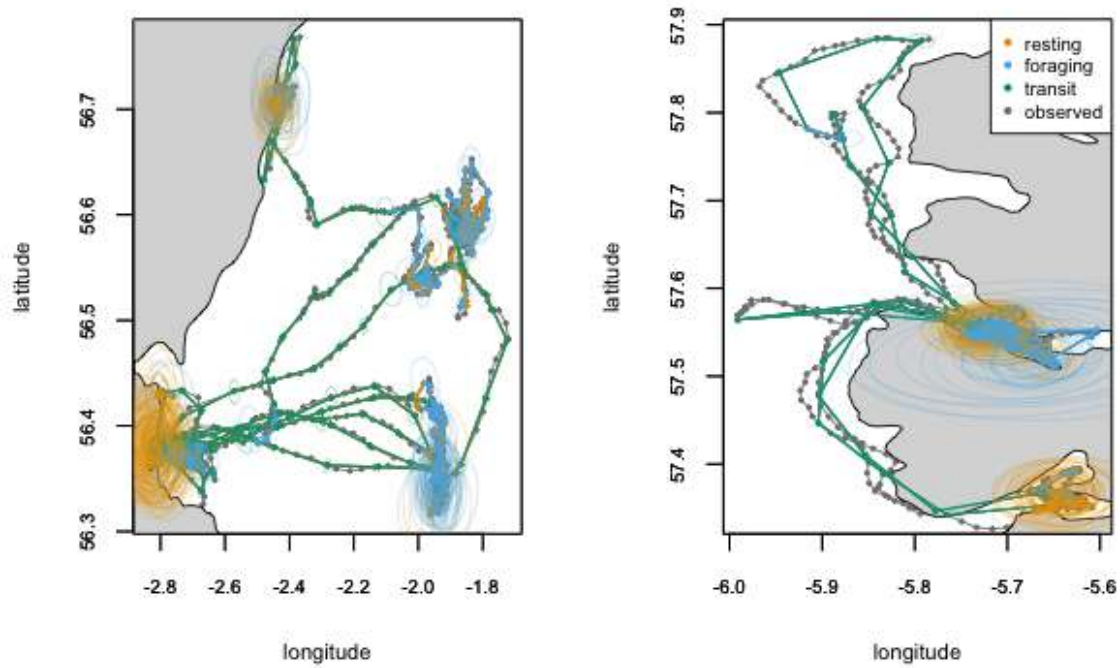 56.7
56.6
56.5
56.4
56.3
latitude
-2.8 -2.6 -2.4 -2.2 -2.0 -1.8
longitude
57.9
57.8
57.7
57.6
57.5
57.4
latitude
-6.0 -5.9 -5.8 -5.7 -5.6
longitude
resting
foraging
transit
observed